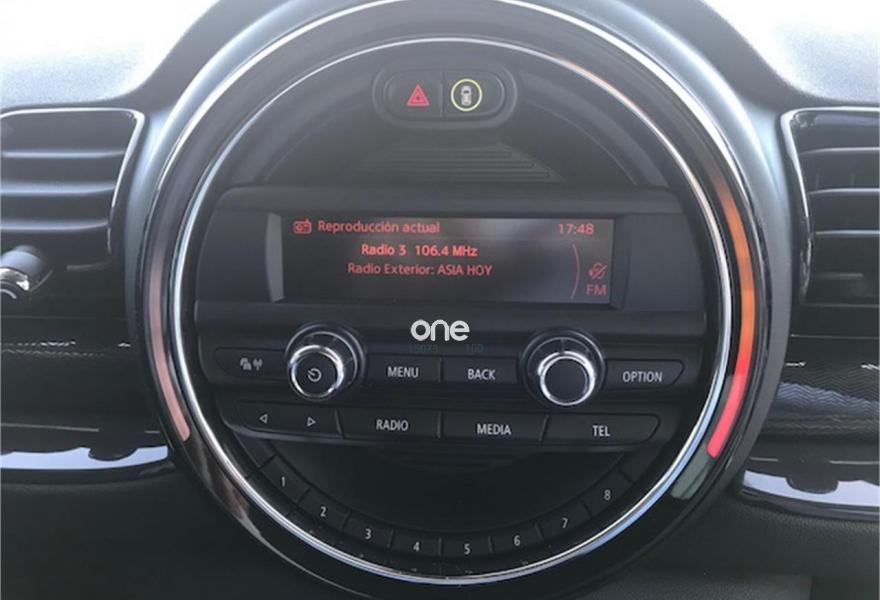 Reproducción actual 17:48
Radio 3 106.4 MHz
Radio Exterior: ASIA HOY
FM
one
MENU BACK OPTION
RADIO MEDIA TEL
1 2 3 4 5 6 7 8